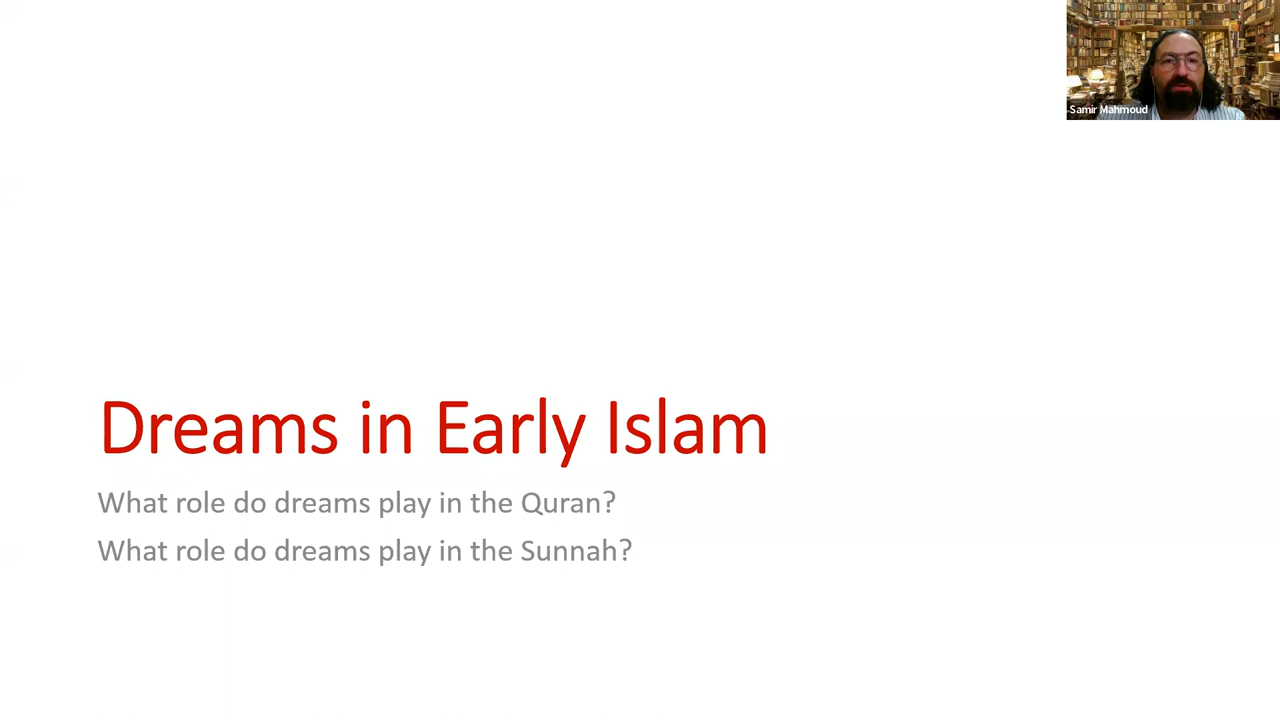 Samir Mahmoud
Dreams in Early Islam
What role do dreams play in the Quran?
What role do dreams play in the Sunnah?